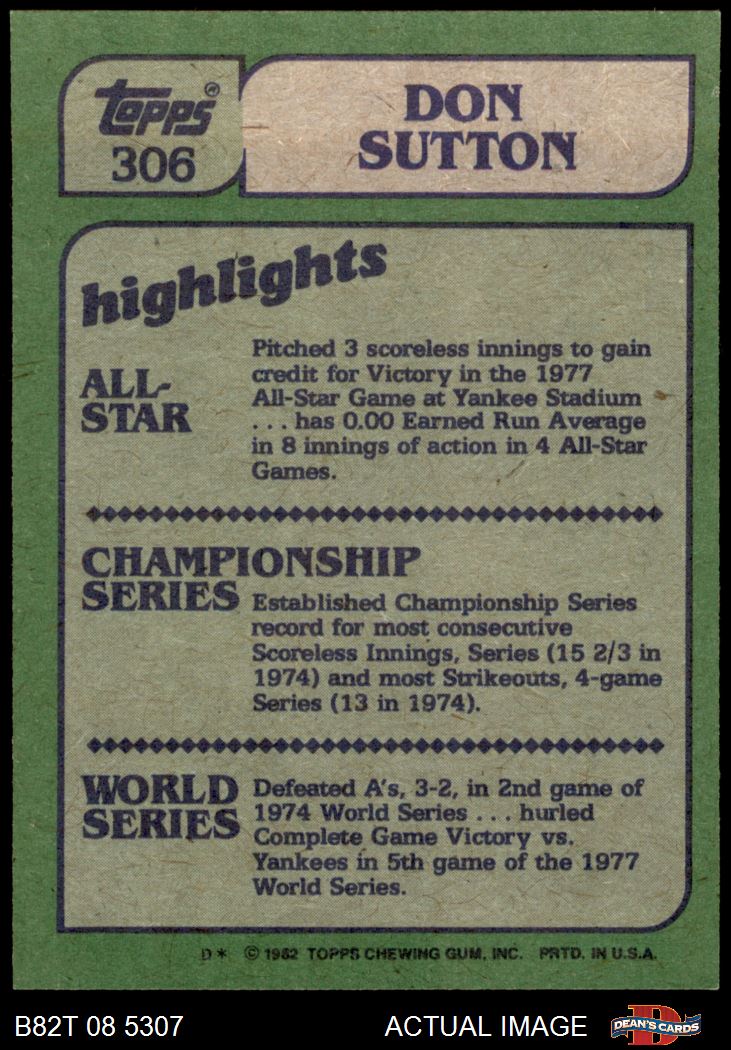 topps®
306
DON
SUTTON
highlights
ALL-
STAR
Pitched 3 scoreless innings to gain
credit for Victory in the 1977
All-Star Game at Yankee Stadium
. . . has 0.00 Earned Run Average
in 8 innings of action in 4 All-Star
Games.
CHAMPIONSHIP
SERIES
Established Championship Series
record for most consecutive
Scoreless Innings, Series (15 2/3 in
1974) and most Strikeouts, 4-game
Series (13 in 1974).
WORLD
SERIES
Defeated A's, 3-2, in 2nd game of
1974 World Series . . . hurled
Complete Game Victory vs.
Yankees in 5th game of the 1977
World Series.
D* © 1982 TOPPS CHEWING GUM, INC. PRTD. IN U.S.A.
B82T 08 5307 ACTUAL IMAGE
D
DEAN'S CARDS